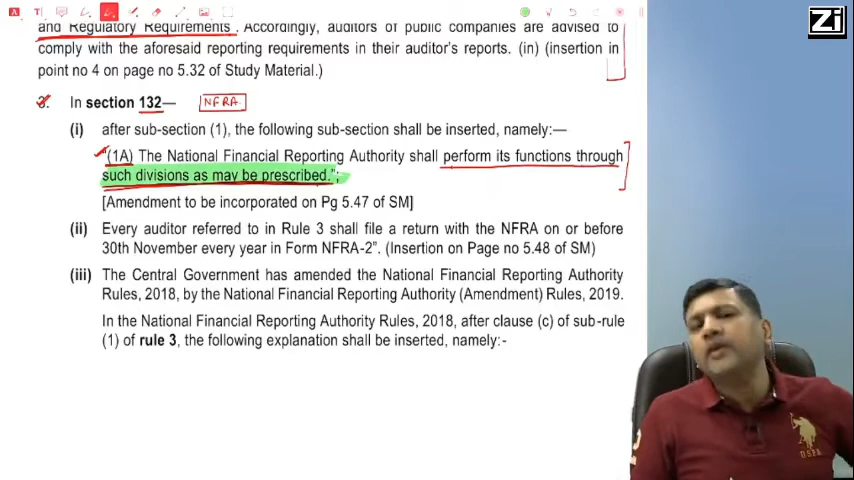 and Regulatory Requirements". Accordingly, auditors of public companies are advised to
comply with the aforesaid reporting requirements in their auditor's reports. (in) (insertion in
point no 4 on page no 5.32 of Study Material.)
3. In section 132— NFRA
(i) after sub-section (1), the following sub-section shall be inserted, namely:—
"(1A) The National Financial Reporting Authority shall perform its functions through
such divisions as may be prescribed.";
[Amendment to be incorporated on Pg 5.47 of SM]
(ii) Every auditor referred to in Rule 3 shall file a return with the NFRA on or before
30th November every year in Form NFRA-2". (Insertion on Page no 5.48 of SM)
(iii) The Central Government has amended the National Financial Reporting Authority
Rules, 2018, by the National Financial Reporting Authority (Amendment) Rules, 2019.
In the National Financial Reporting Authority Rules, 2018, after clause (c) of sub-rule
(1) of rule 3, the following explanation shall be inserted, namely:-
Zi
U.S.P.A.
2